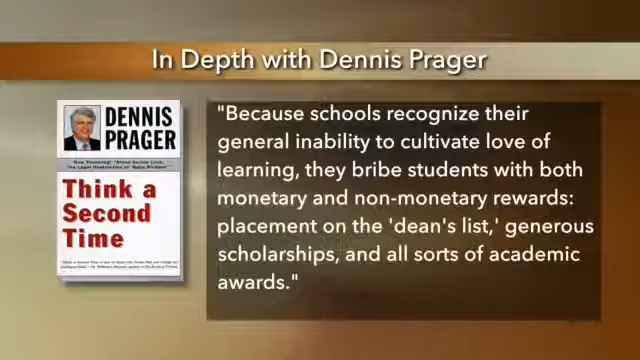 In Depth with Dennis Prager
DENNIS
PRAGER
Think a
Second
Time
"Because schools recognize their
general inability to cultivate love of
learning, they bribe students with both
monetary and non-monetary rewards:
placement on the 'dean's list,' generous
scholarships, and all sorts of academic
awards."